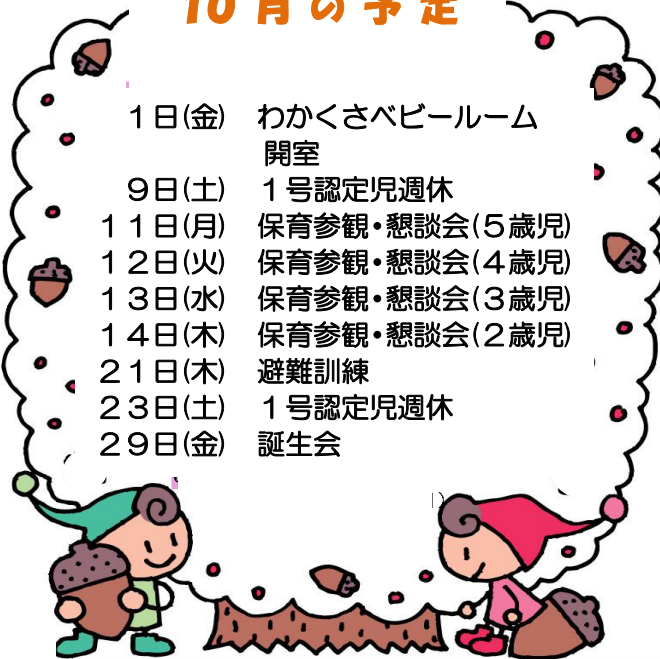 10月の予定
1日(金) わかくさベビールーム
開室
9日(土) 1号認定児週休
11日(月) 保育参観・懇談会(5歳児)
12日(火) 保育参観・懇談会(4歳児)
13日(水) 保育参観・懇談会(3歳児)
14日(木) 保育参観・懇談会(2歳児)
21日(木) 避難訓練
23日(土) 1号認定児週休
29日(金) 誕生会